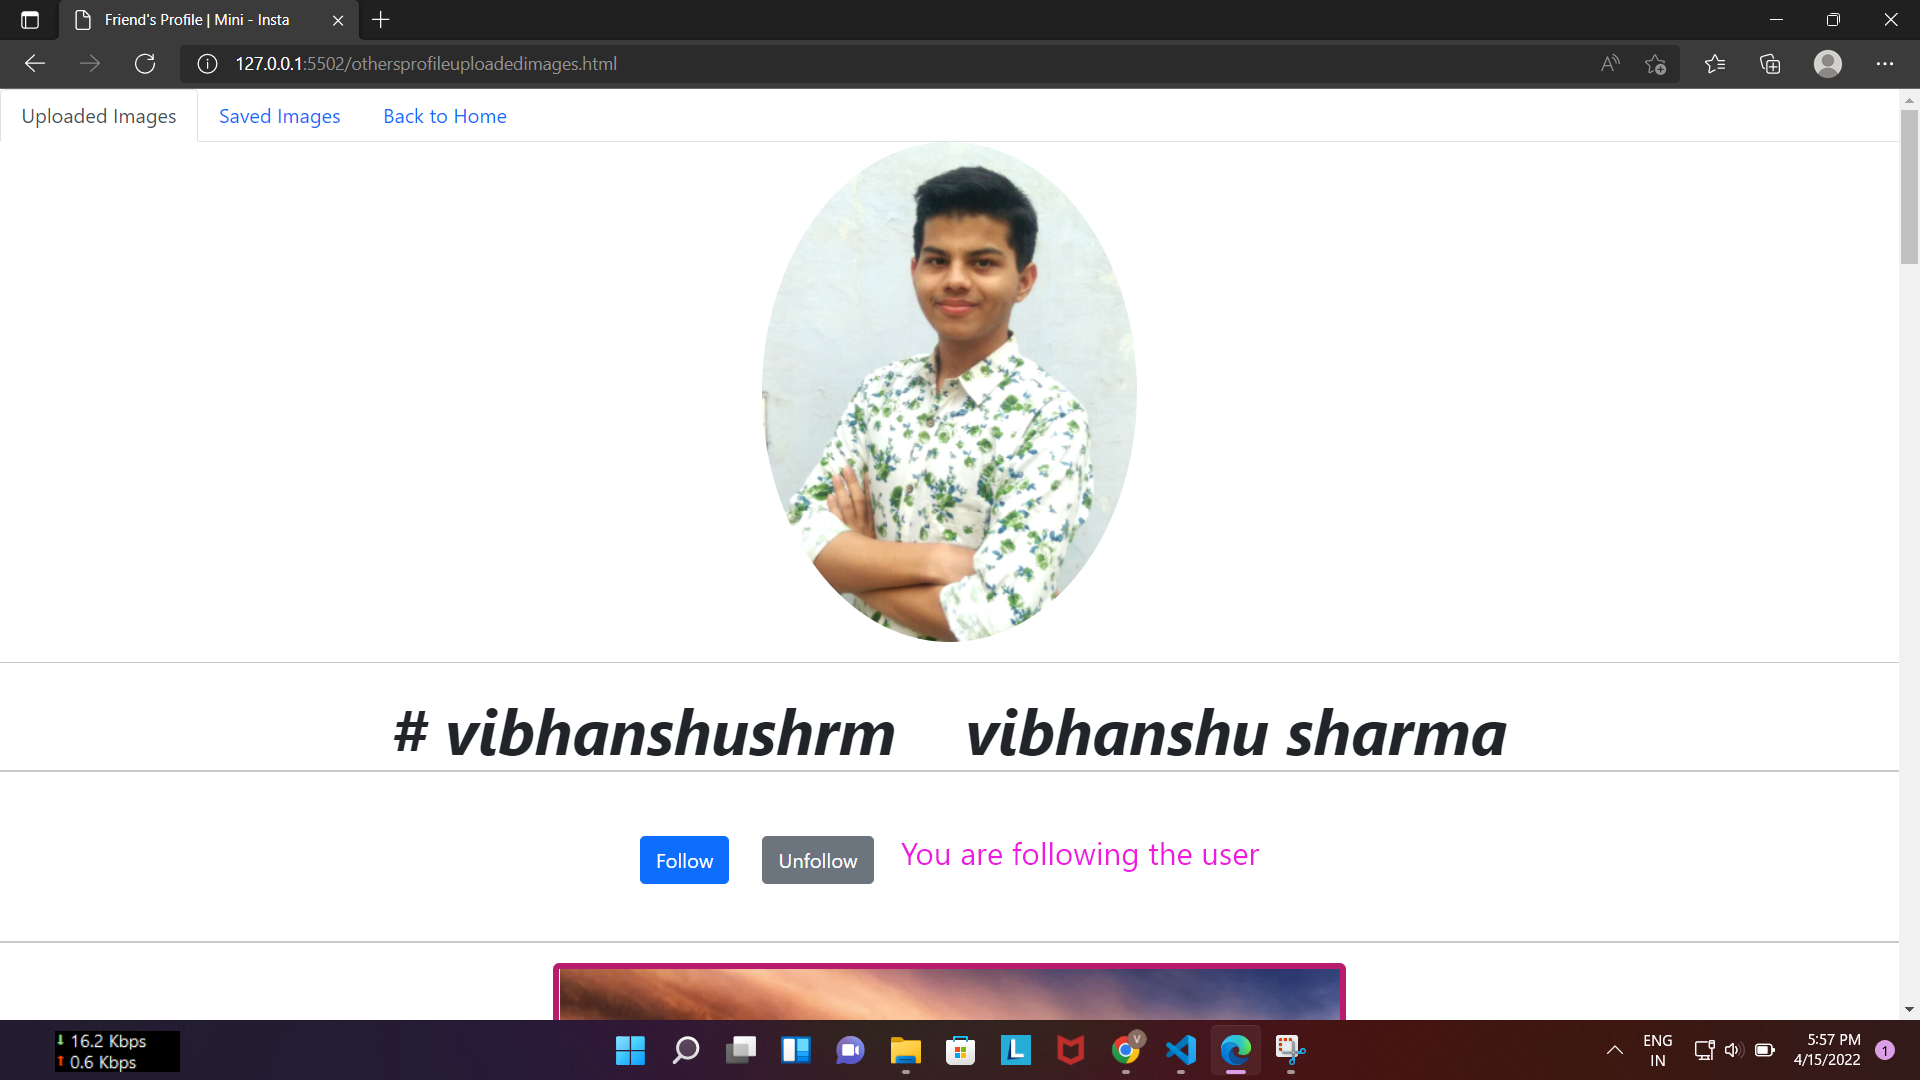 Friend's Profile | Mini - Insta
127.0.0.1:5502/othersprofileuploadedimages.html
Uploaded Images
Saved Images
Back to Home
# vibhanshushrm vibhanshu sharma
Follow
Unfollow
You are following the user
16.2 Kbps
0.6 Kbps
L
V
ENG
IN
5:57 PM
4/15/2022
1